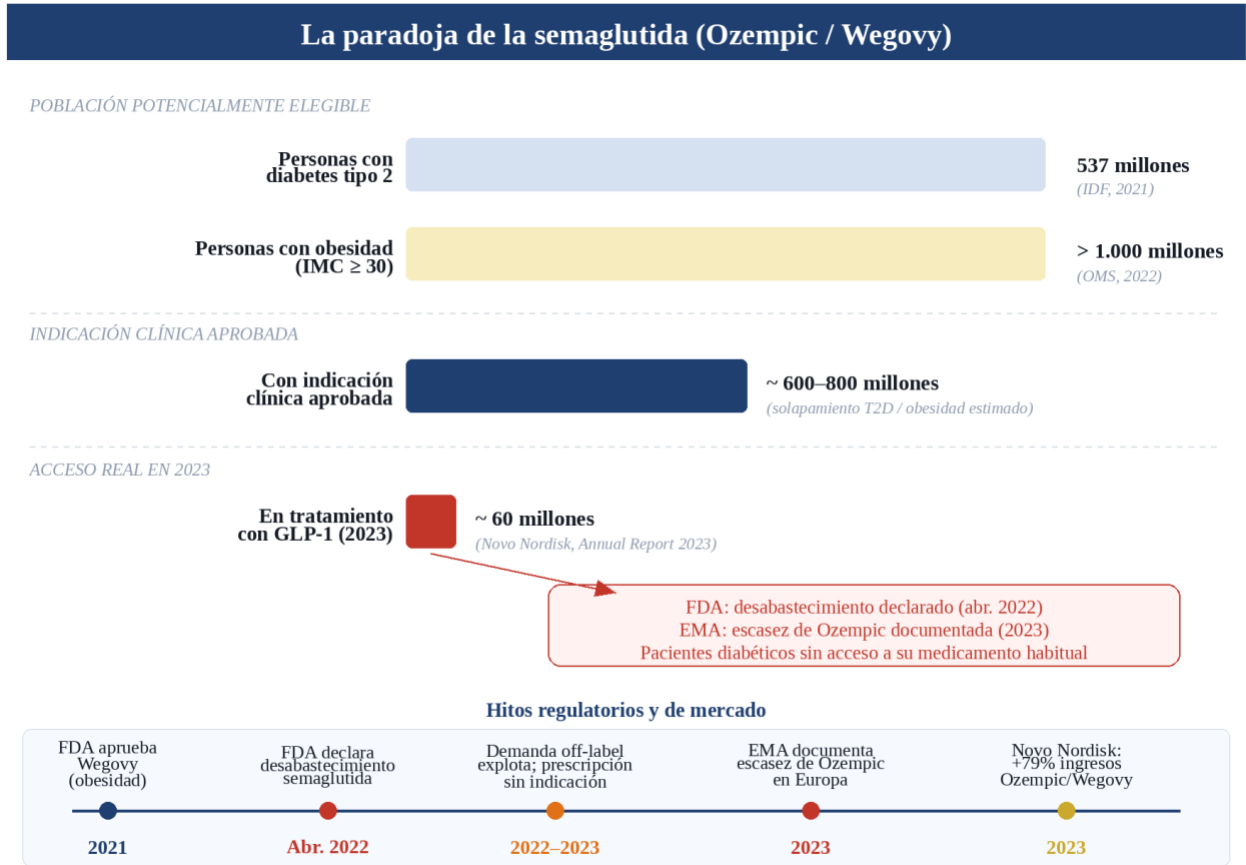 La paradoja de la semaglutida (Ozempic / Wegovy)
POBLACIÓN POTENCIALMENTE ELEGIBLE
Personas con
diabetes tipo 2
537 millones
(IDF, 2021)
Personas con obesidad
(IMC ≥ 30)
> 1.000 millones
(OMS, 2022)
INDICACIÓN CLÍNICA APROBADA
Con indicación
clínica aprobada
~ 600–800 millones
(solapamiento T2D / obesidad estimado)
ACCESO REAL EN 2023
En tratamiento
con GLP-1 (2023)
~ 60 millones
(Novo Nordisk, Annual Report 2023)
FDA: desabastecimiento declarado (abr. 2022)
EMA: escasez de Ozempic documentada (2023)
Pacientes diabéticos sin acceso a su medicamento habitual
Hitos regulatorios y de mercado
FDA aprueba
Wegovy
(obesidad)
2021
FDA declara
desabastecimiento
semaglutida
Abr. 2022
Demanda off-label
explota; prescripción
sin indicación
2022–2023
EMA documenta
escasez de Ozempic
en Europa
2023
Novo Nordisk:
+79% ingresos
Ozempic/Wegovy
2023